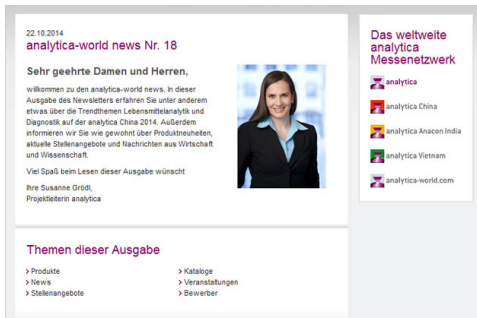 22.10.2014
analytica-world news Nr. 18
Sehr geehrte Damen und Herren,
willkommen zu den analytica-world news. In dieser
Ausgabe des Newsletters erfahren Sie unter anderem
etwas über die Trendthemen Lebensmittelanalytik und
Diagnostik auf der analytica China 2014. Außerdem
informieren wir Sie wie gewohnt über Produktneuheiten,
aktuelle Stellenangebote und Nachrichten aus Wirtschaft
und Wissenschaft.
Viel Spaß beim Lesen dieser Ausgabe wünscht
Ihre Susanne Grödl,
Projektleiterin analytica
Themen dieser Ausgabe
Produkte
News
Stellenangebote
Kataloge
Veranstaltungen
Bewerber
Das weltweite
analytica
Messenetzwerk
analytica
analytica China
analytica Anacon India
analytica Vietnam
analytica-world.com